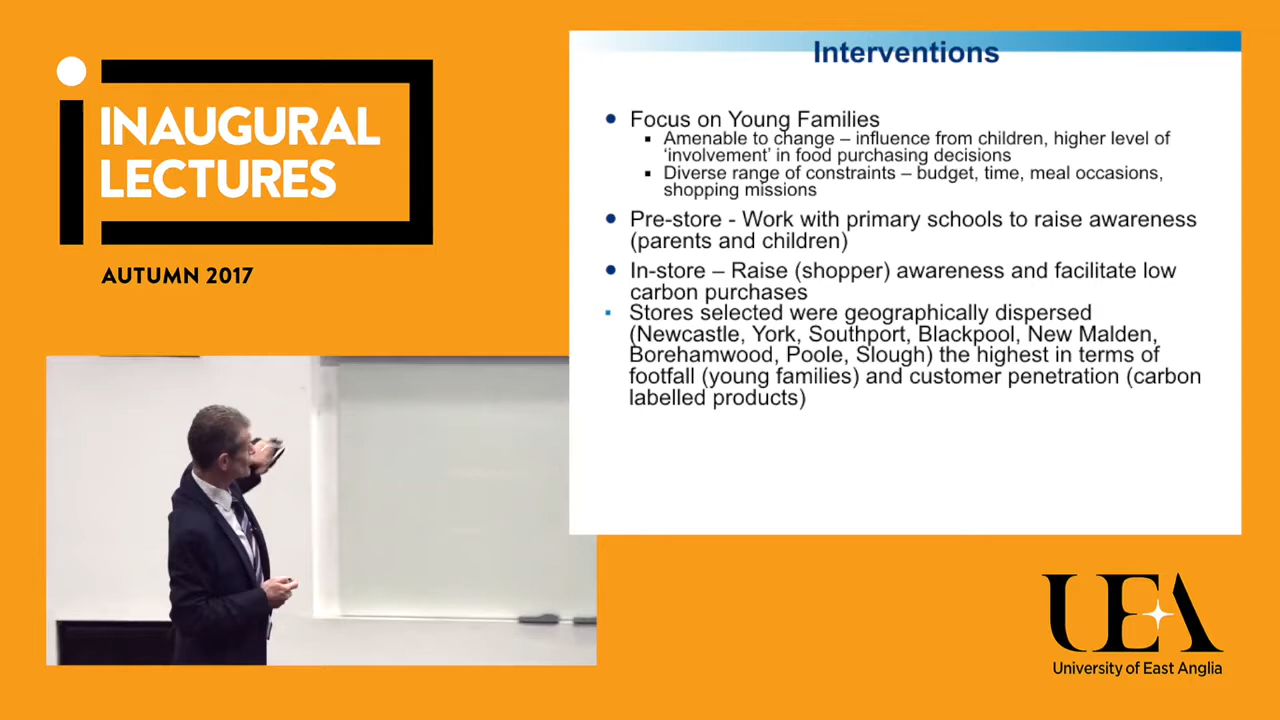 INAUGURAL
LECTURES
AUTUMN 2017
Interventions
Focus on Young Families
Amenable to change – influence from children, higher level of
‘involvement’ in food purchasing decisions
Diverse range of constraints – budget, time, meal occasions,
shopping missions
Pre-store - Work with primary schools to raise awareness
(parents and children)
In-store – Raise (shopper) awareness and facilitate low
carbon purchases
Stores selected were geographically dispersed
(Newcastle, York, Southport, Blackpool, New Malden,
Borehamwood, Poole, Slough) the highest in terms of
footfall (young families) and customer penetration (carbon
labelled products)
UEA
University of East Anglia